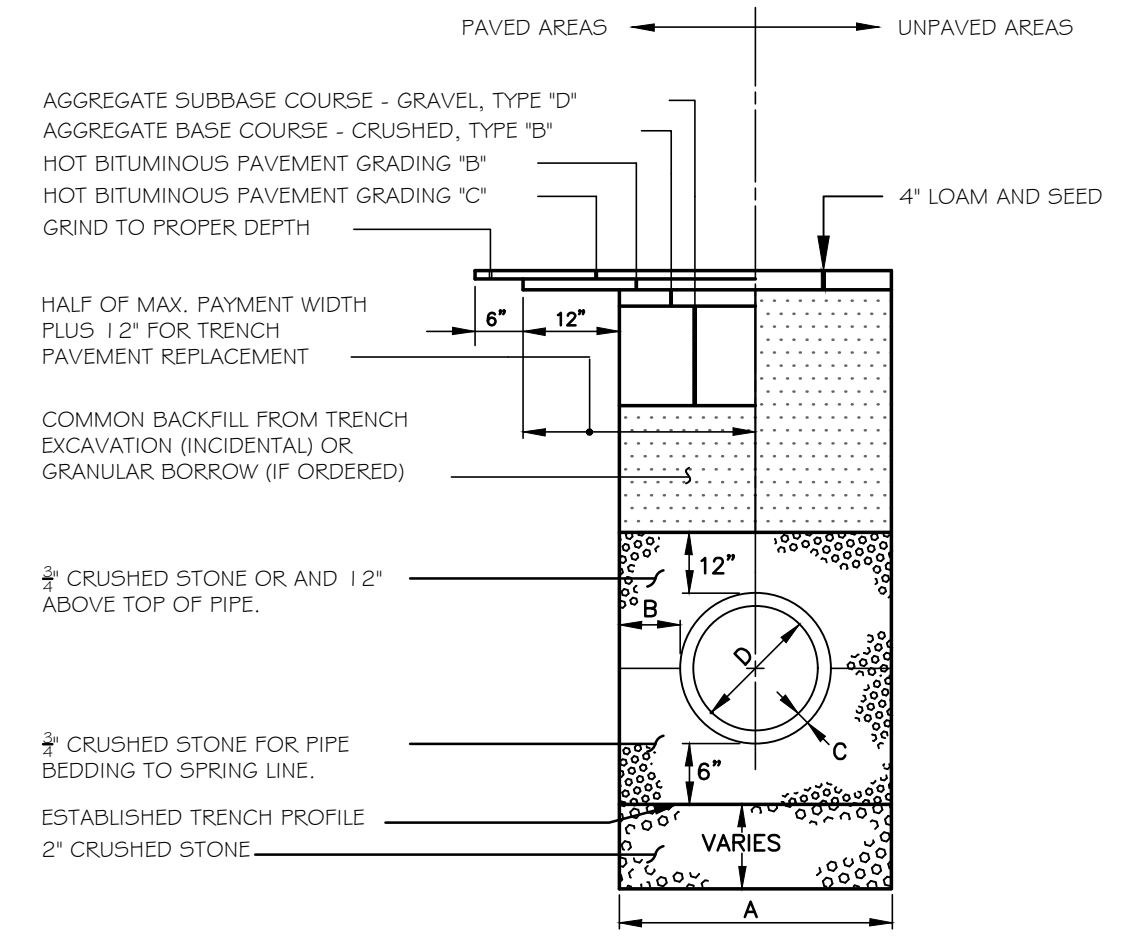 PAVED AREAS
UNPAVED AREAS
AGGREGATE SUBBASE COURSE - GRAVEL, TYPE "D"
AGGREGATE BASE COURSE - CRUSHED, TYPE "B"
HOT BITUMINOUS PAVEMENT GRADING "B"
HOT BITUMINOUS PAVEMENT GRADING "C"
4" LOAM AND SEED
GRIND TO PROPER DEPTH
HALF OF MAX. PAYMENT WIDTH
PLUS 12" FOR TRENCH
PAVEMENT REPLACEMENT
6”
12”
COMMON BACKFILL FROM TRENCH
EXCAVATION (INCIDENTAL) OR
GRANULAR BORROW (IF ORDERED)
12”
3/4" CRUSHED STONE OR AND 12"
ABOVE TOP OF PIPE.
B
D
3/4" CRUSHED STONE FOR PIPE
BEDDING TO SPRING LINE.
C
6”
ESTABLISHED TRENCH PROFILE
2" CRUSHED STONE
VARIES
A